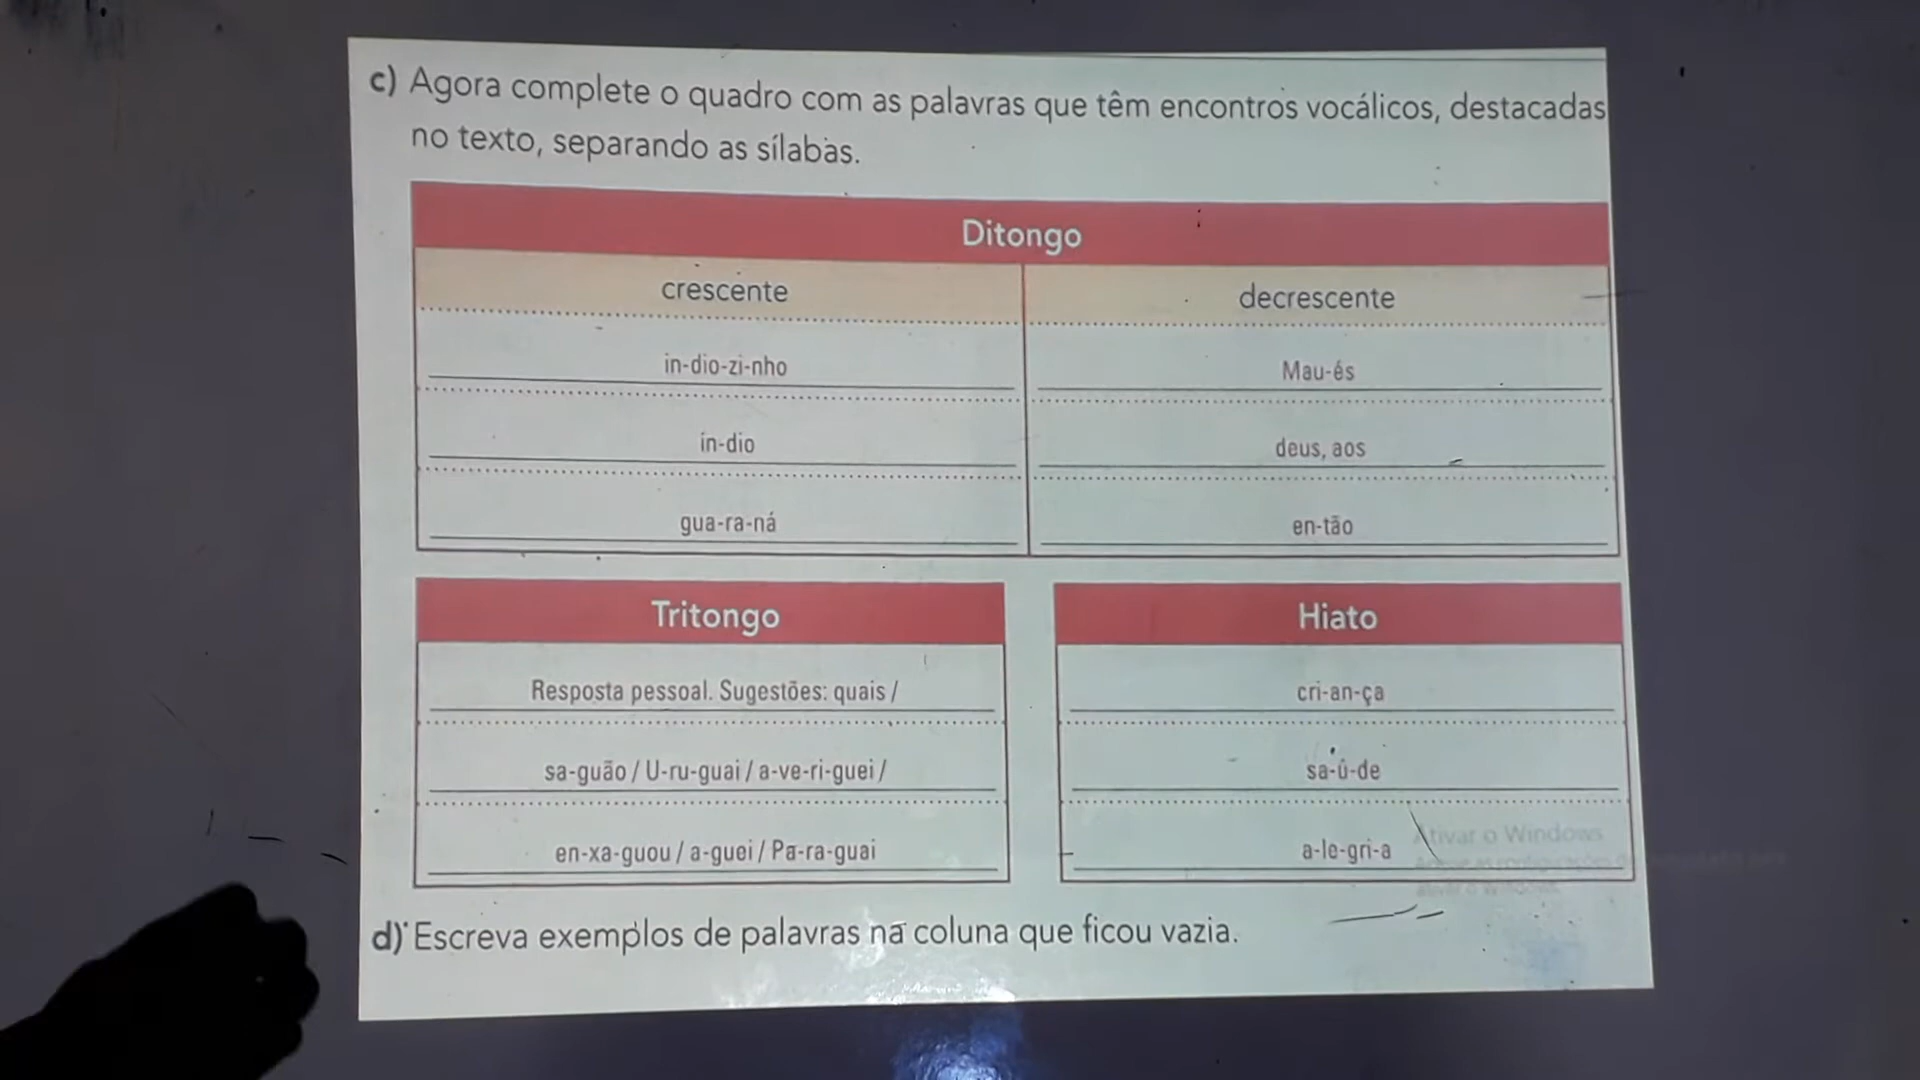 c) Agora complete o quadro com as palavras que têm encontros vocálicos, destacadas
no texto, separando as sílabas.
Ditongo
crescente
decrescente
in-dio-zi-nho
Mau-és
ín-dio
deus, aos
gua-ra-ná
en-tão
Tritongo
Hiato
Resposta pessoal. Sugestões: quais /
cri-an-ça
sa-guão / U-ru-guai / a-ve-ri-guei /
sa-ú-de
en-xa-guou / a-guei / Pa-ra-guai
a-le-gri-a
Ativar o Windows
d) Escreva exemplos de palavras na coluna que ficou vazia.